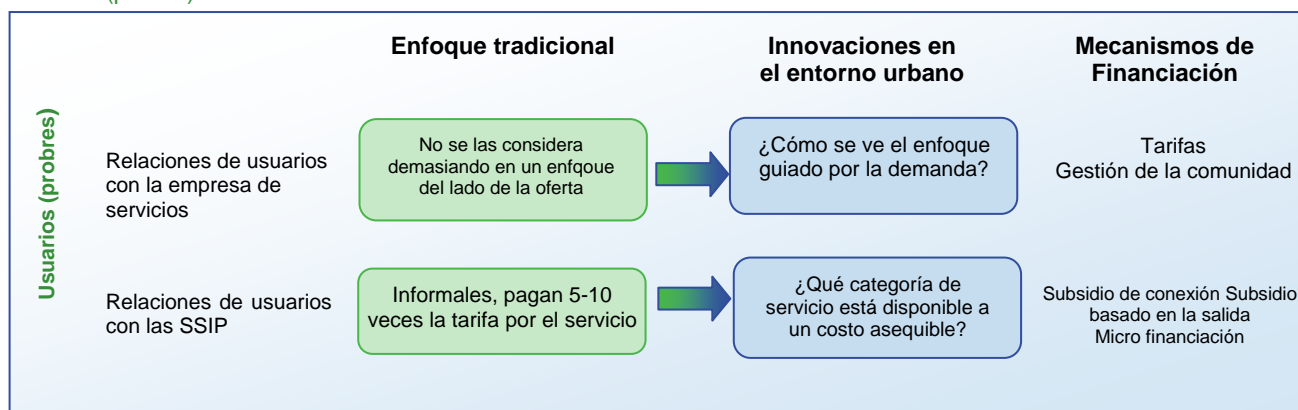 Enfoque tradicional
Innovaciones en
el entorno urbano
Mecanismos de
Financiación
Usuarios (probres)
Relaciones de usuarios
con la empresa de
servicios
No se las considera
demasiando en un enfqoue
del lado de la oferta
¿Cómo se ve el enfoque
guiado por la demanda?
Tarifas
Gestión de la comunidad
Relaciones de usuarios
con las SSIP
Informales, pagan 5-10
veces la tarifa por el servicio
¿Qué categoría de
servicio está disponible a
un costo asequible?
Subsidio de conexión Subsidio
basado en la salida
Micro financiación